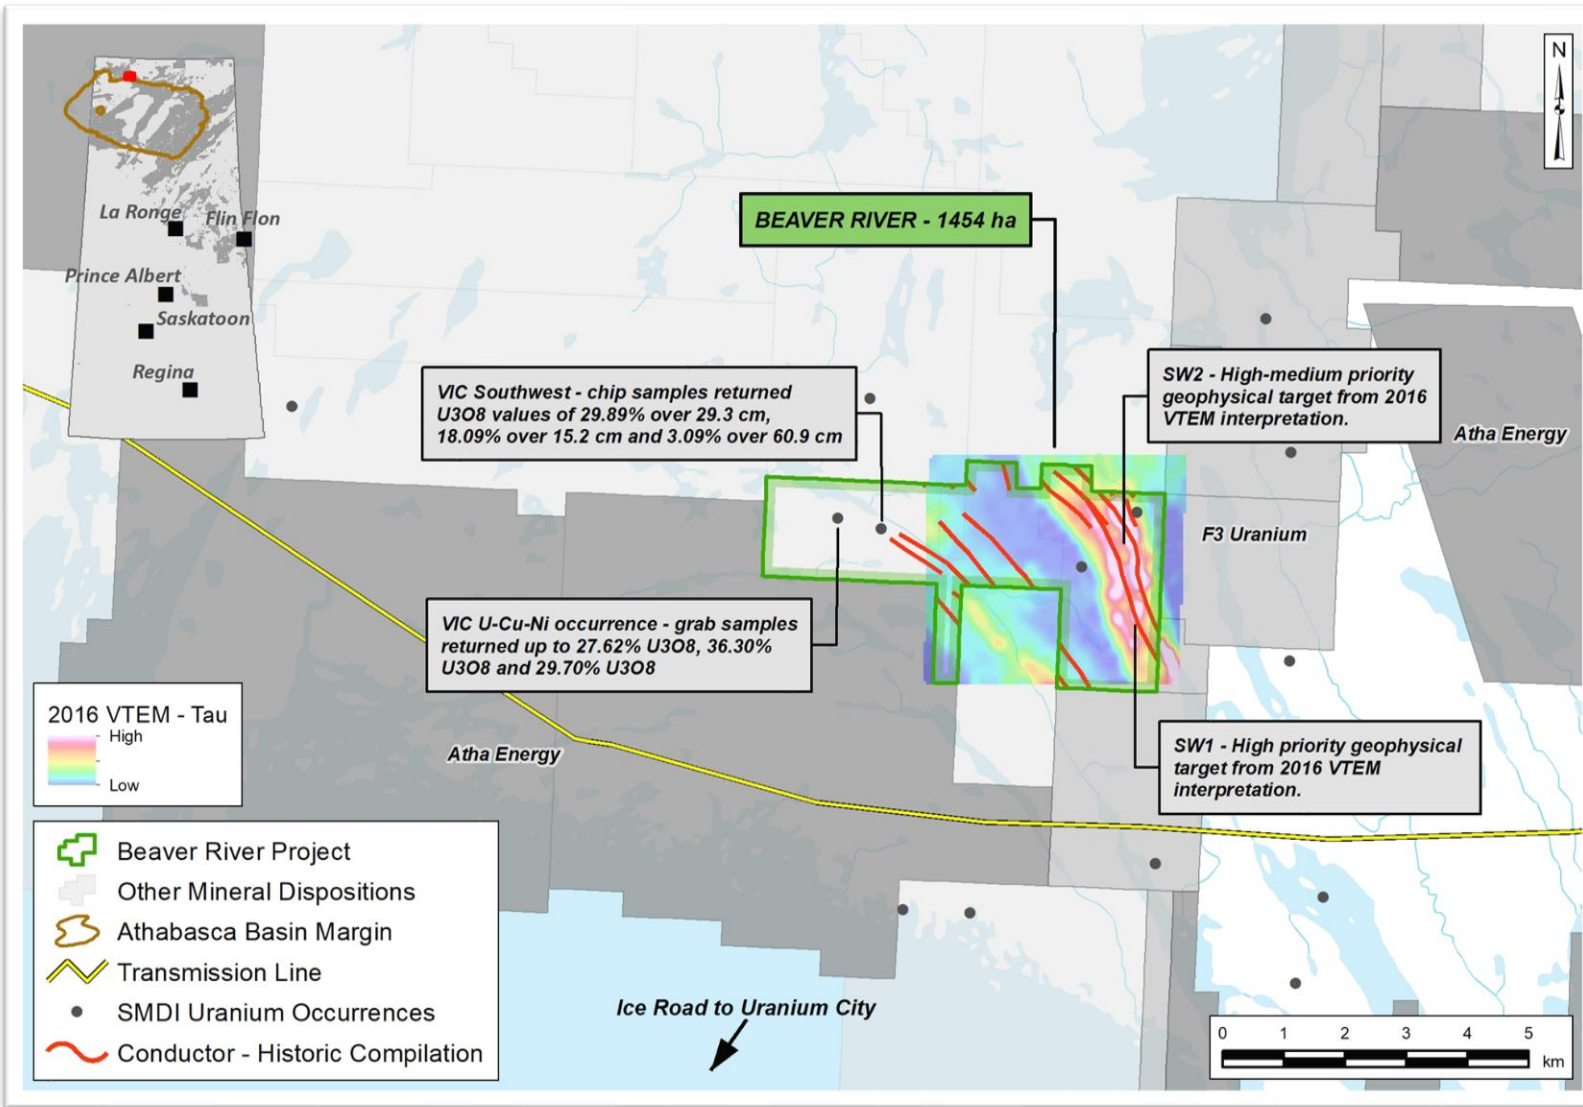 N
La Ronge
Flin Flon
Prince Albert
Saskatoon
Regina
BEAVER RIVER - 1454 ha
VIC Southwest - chip samples returned
U3O8 values of 29.89% over 29.3 cm,
18.09% over 15.2 cm and 3.09% over 60.9 cm
SW2 - High-medium priority
geophysical target from 2016
VTEM interpretation.
Atha Energy
F3 Uranium
VIC U-Cu-Ni occurrence - grab samples
returned up to 27.62% U3O8, 36.30%
U3O8 and 29.70% U3O8
SW1 - High priority geophysical
target from 2016 VTEM
interpretation.
Atha Energy
2016 VTEM - Tau
High
Low
Beaver River Project
Other Mineral Dispositions
Athabasca Basin Margin
Transmission Line
SMDI Uranium Occurrences
Conductor - Historic Compilation
Ice Road to Uranium City
0 1 2 3 4 5
km